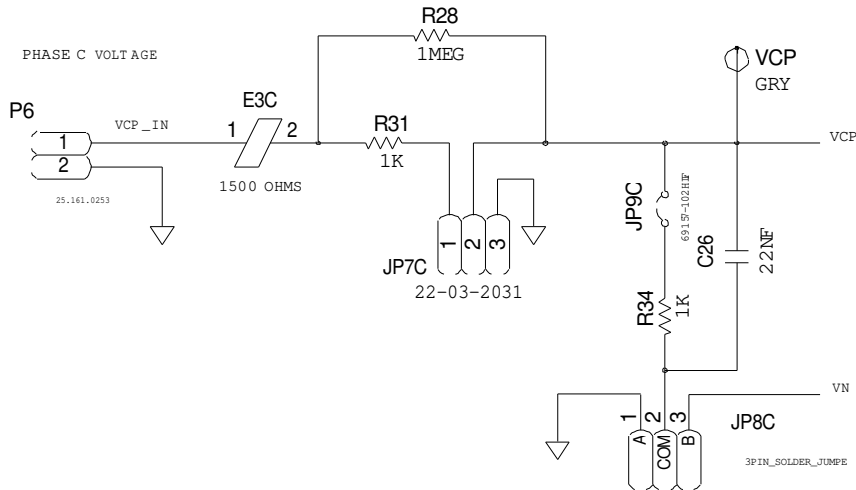 R28
1MEG
PHASE C VOLTAGE
VCP
GRY
P6
E3C
VCP_IN
1
2
1
2
R31
1K
VCP
25.161.0253
1500 OHMS
JP9C
69157-102HTF
C26
22NF
1
2
3
JP7C
22-03-2031
R34
1K
VN
1
2
3
A
COM
B
JP8C
3PIN_SOLDER_JUMPE